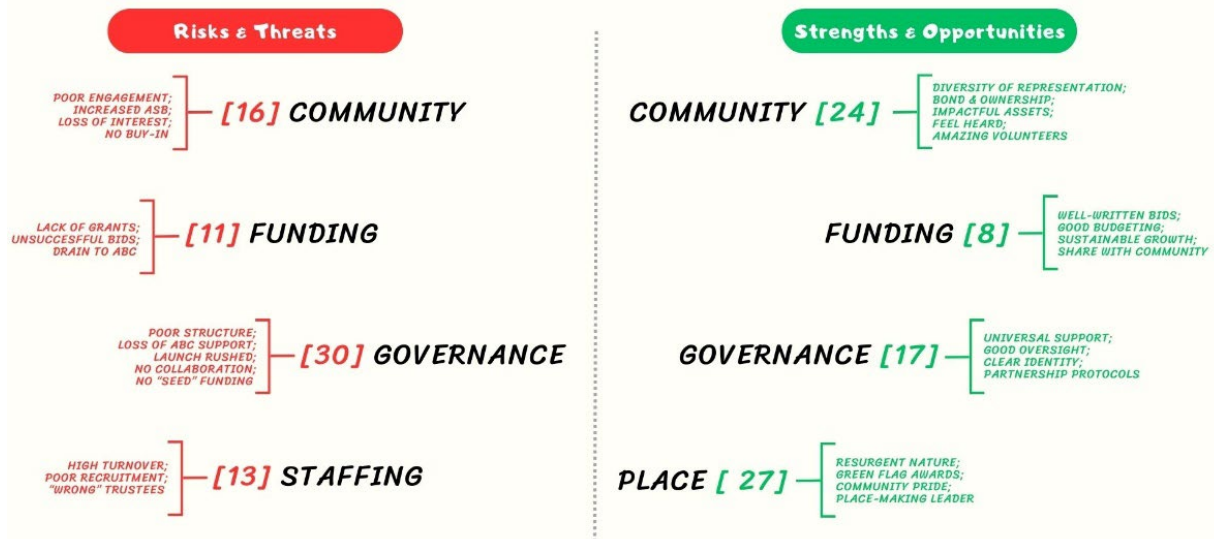 Risks & Threats
POOR ENGAGEMENT;
INCREASED ASB;
LOSS OF INTEREST;
NO BUY-IN
[16] COMMUNITY
LACK OF GRANTS;
UNSUCCESFFUL BIDS;
DRAIN TO ABC
[11] FUNDING
POOR STRUCTURE;
LOSS OF ABC SUPPORT;
LAUNCH RUSHED;
NO COLLABORATION;
NO "SEED" FUNDING
[30] GOVERNANCE
HIGH TURNOVER;
POOR RECRUITMENT;
"WRONG" TRUSTEES
[13] STAFFING
Strengths & Opportunities
COMMUNITY [24]
DIVERSITY OF REPRESENTATION;
BOND & OWNERSHIP;
IMPACTFUL ASSETS;
FEEL HEARD;
AMAZING VOLUNTEERS
FUNDING [8]
WELL-WRITTEN BIDS;
GOOD BUDGETING;
SUSTAINABLE GROWTH;
SHARE WITH COMMUNITY
GOVERNANCE [17]
UNIVERSAL SUPPORT;
GOOD OVERSIGHT;
CLEAR IDENTITY;
PARTNERSHIP PROTOCOLS
PLACE [ 27]
RESURGENT NATURE;
GREEN FLAG AWARDS;
COMMUNITY PRIDE;
PLACE-MAKING LEADER